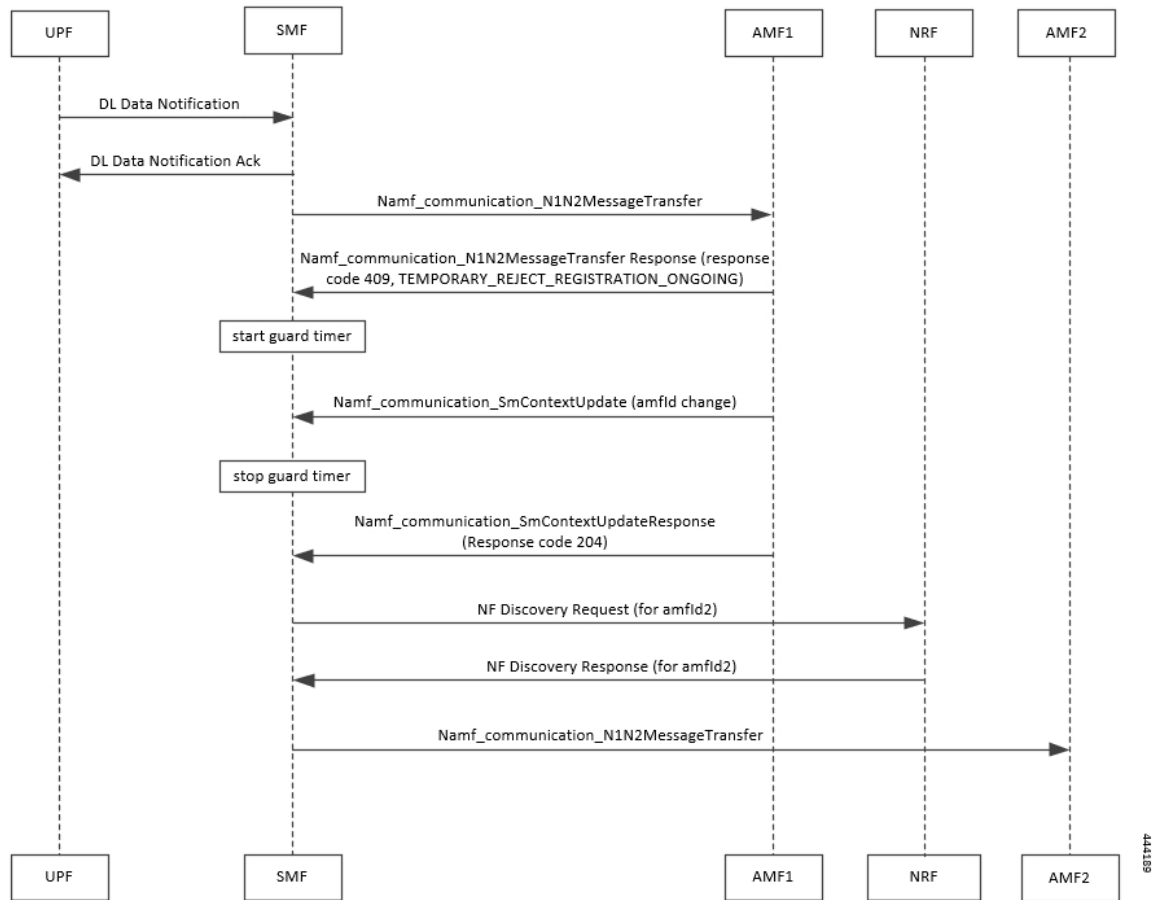 UPF
SMF
AMF1
NRF
AMF2
DL Data Notification
DL Data Notification Ack
Namf_communication_N1N2MessageTransfer
Namf_communication_N1N2MessageTransfer Response (response
code 409, TEMPORARY_REJECT_REGISTRATION_ONGOING)
start guard timer
Namf_communication_SmContextUpdate (amfId change)
stop guard timer
Namf_communication_SmContextUpdateResponse
(Response code 204)
NF Discovery Request (for amfId2)
NF Discovery Response (for amfId2)
Namf_communication_N1N2MessageTransfer
UPF
SMF
AMF1
NRF
AMF2
444189